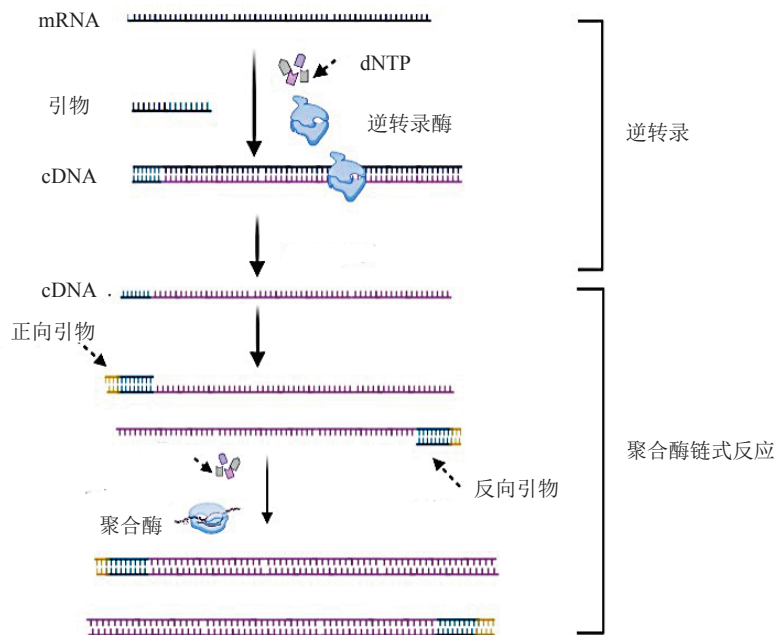 mRNA
dNTP
引物
逆转录酶
逆转录
cDNA
cDNA
正向引物
聚合酶链式反应
反向引物
聚合酶